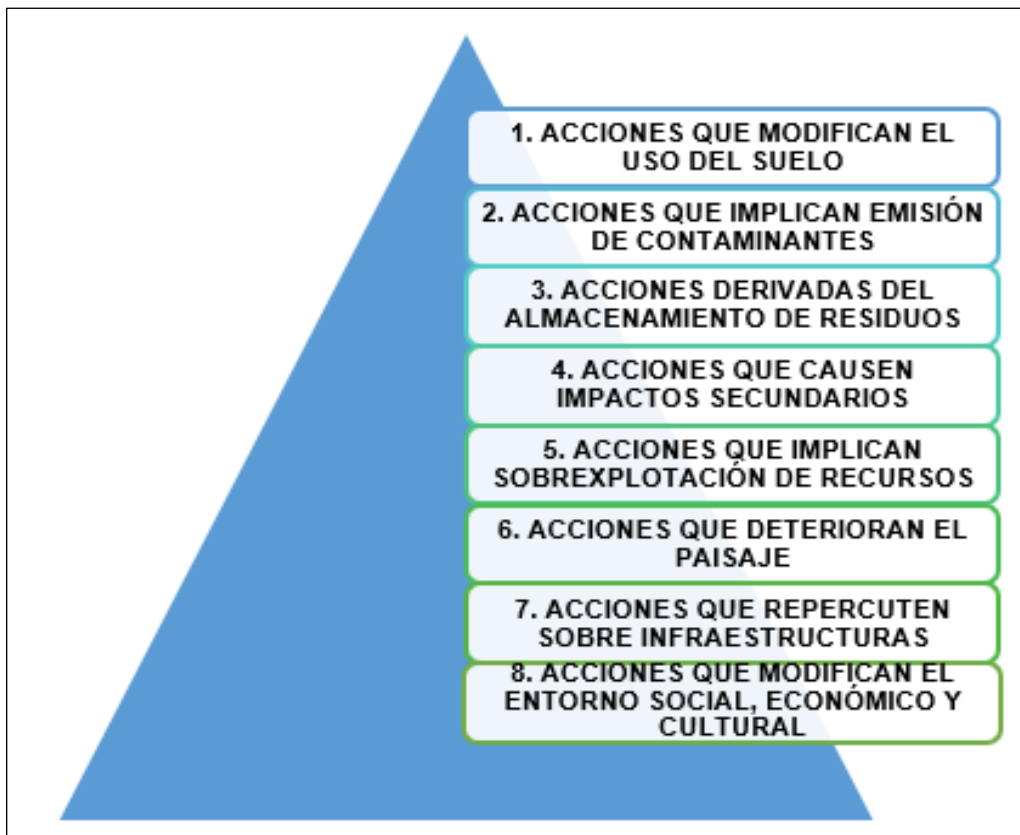 1. ACCIONES QUE MODIFICAN EL
USO DEL SUELO
2. ACCIONES QUE IMPLICAN EMISIÓN
DE CONTAMINANTES
3. ACCIONES DERIVADAS DEL
ALMACENAMIENTO DE RESIDUOS
4. ACCIONES QUE CAUSEN
IMPACTOS SECUNDARIOS
5. ACCIONES QUE IMPLICAN
SOBREXPLOTACIÓN DE RECURSOS
6. ACCIONES QUE DETERIORAN EL
PAISAJE
7. ACCIONES QUE REPERCUTEN
SOBRE INFRAESTRUCTURAS
8. ACCIONES QUE MODIFICAN EL
ENTORNO SOCIAL, ECONÓMICO Y
CULTURAL